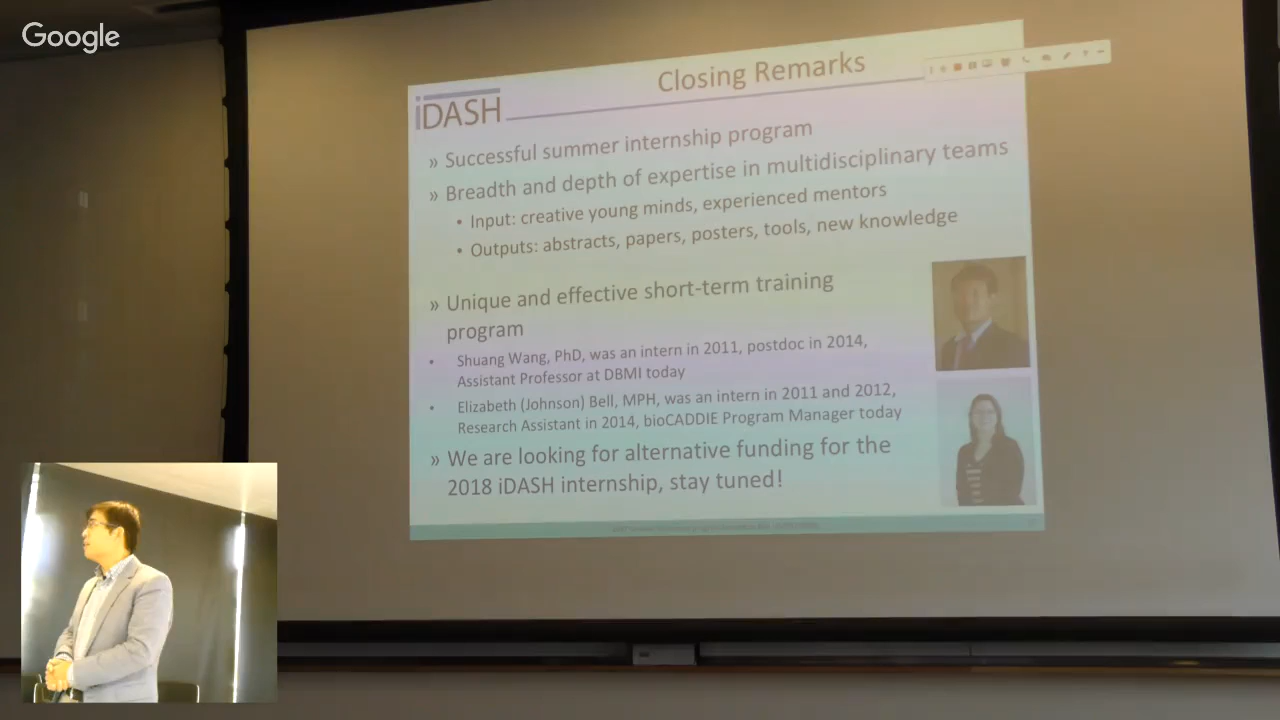 Google
Closing Remarks
iDASH
» Successful summer internship program
» Breadth and depth of expertise in multidisciplinary teams
• Input: creative young minds, experienced mentors
• Outputs: abstracts, papers, posters, tools, new knowledge
» Unique and effective short-term training
program
• Shuang Wang, PhD, was an intern in 2011, postdoc in 2014,
Assistant Professor at DBMI today
• Elizabeth (Johnson) Bell, MPH, was an intern in 2011 and 2012,
Research Assistant in 2014, bioCADDIE Program Manager today
» We are looking for alternative funding for the
2018 iDASH internship, stay tuned!